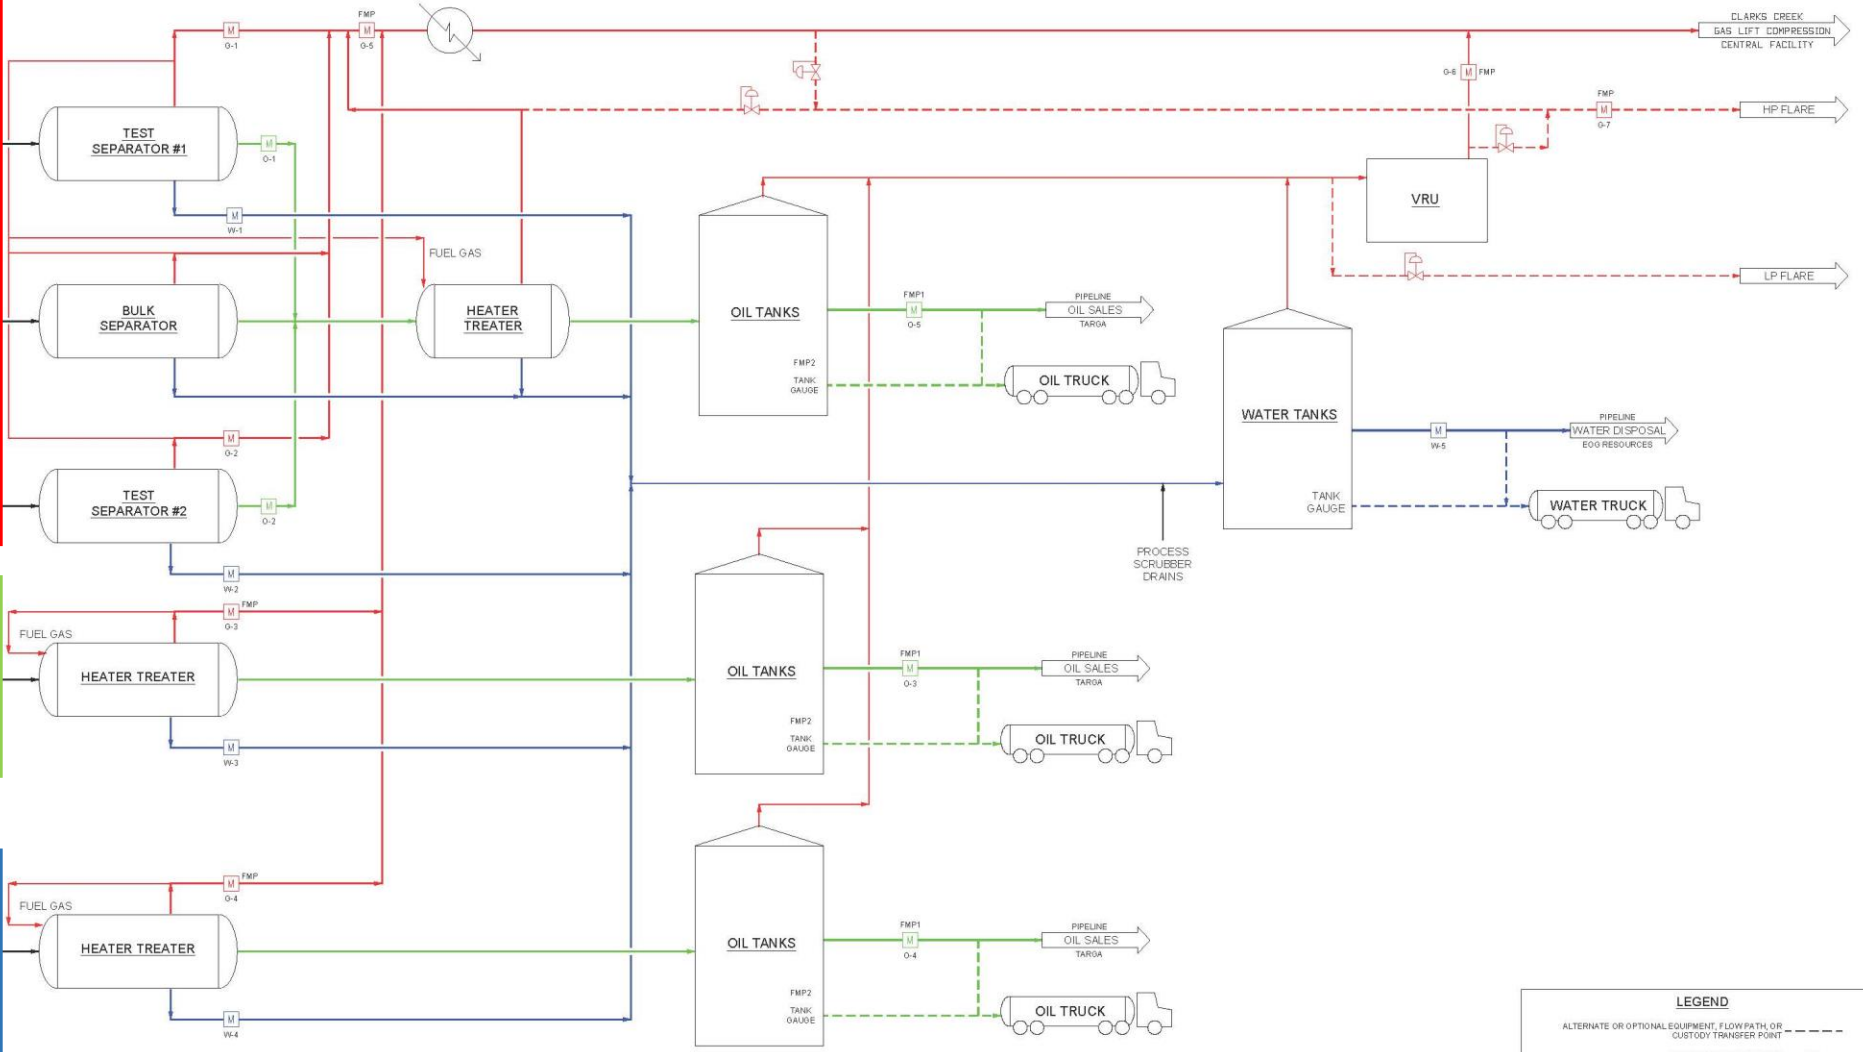 FMP
M
G-1
M
G-5
CLARKS CREEK
GAS LIFT COMPRESSION
CENTRAL FACILITY
G-6 M FMP
FMP
M
G-7
HP FLARE
TEST
SEPARATOR #1
M
O-1
M
W-1
VRU
FUEL GAS
LP FLARE
BULK
SEPARATOR
HEATER
TREATER
OIL TANKS
FMP1
M
O-5
PIPELINE
OIL SALES
TARGA
FMP2
TANK
GAUGE
OIL TRUCK
WATER TANKS
M
W-5
PIPELINE
WATER DISPOSAL
EOG RESOURCES
TANK
GAUGE
WATER TRUCK
M
G-2
TEST
SEPARATOR #2
M
O-2
PROCESS
SCRUBBER
DRAINS
M
W-2
M FMP
G-3
FUEL GAS
HEATER TREATER
M
W-3
OIL TANKS
FMP1
M
O-3
PIPELINE
OIL SALES
TARGA
FMP2
TANK
GAUGE
OIL TRUCK
M FMP
G-4
FUEL GAS
HEATER TREATER
M
W-4
OIL TANKS
FMP1
M
O-4
PIPELINE
OIL SALES
TARGA
FMP2
TANK
GAUGE
OIL TRUCK
LEGEND
ALTERNATE OR OPTIONAL EQUIPMENT, FLOW PATH, OR
CUSTODY TRANSFER POINT